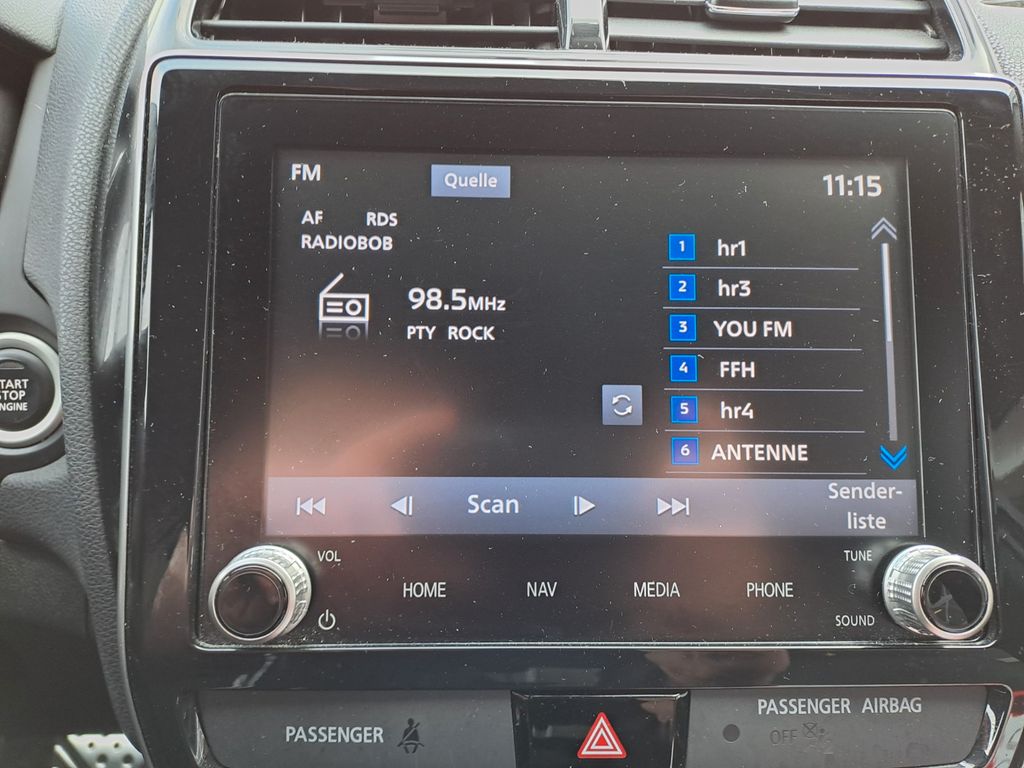 FM Quelle 11:15
AF RDS
RADIOBOB
98.5MHz
PTY ROCK
1 hr1
2 hr3
3 YOU FM
4 FFH
5 hr4
6 ANTENNE
Scan
Sender-
liste
VOL
TUNE
HOME NAV MEDIA PHONE
SOUND
START
STOP
ENGINE
PASSENGER
PASSENGER AIRBAG
OFF